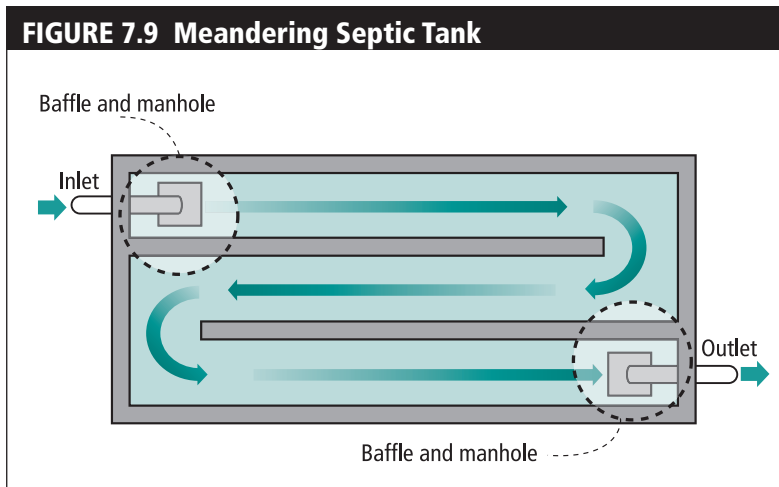 FIGURE 7.9 Meandering Septic Tank
Baffle and manhole
Inlet
Outlet
Baffle and manhole